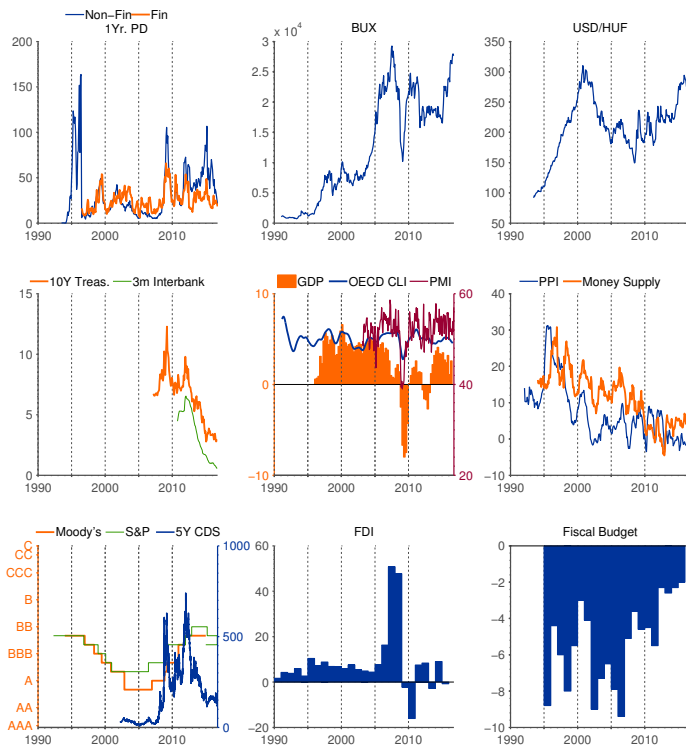 Non−Fin Fin
1Yr. PD
200
150
100
50
0
1990 2000 2010
x 10⁴
BUX
3
2.5
2
1.5
1
0.5
0
1990 2000 2010
USD/HUF
350
300
250
200
150
100
50
1990 2000 2010
10Y Treas. 3m Interbank
15
10
5
0
1990 2000 2010
GDP OECD CLI PMI
10
0
−10
60
40
20
1990 2000 2010
PPI Money Supply
40
30
20
10
0
−10
1990 2000 2010
Moody's S&P 5Y CDS
C
CC
CCC
B
BB
BBB
A
AA
AAA
1000
500
0
1990 2000 2010
FDI
60
40
20
0
−20
1990 2000 2010
Fiscal Budget
0
−2
−4
−6
−8
−10
1990 2000 2010